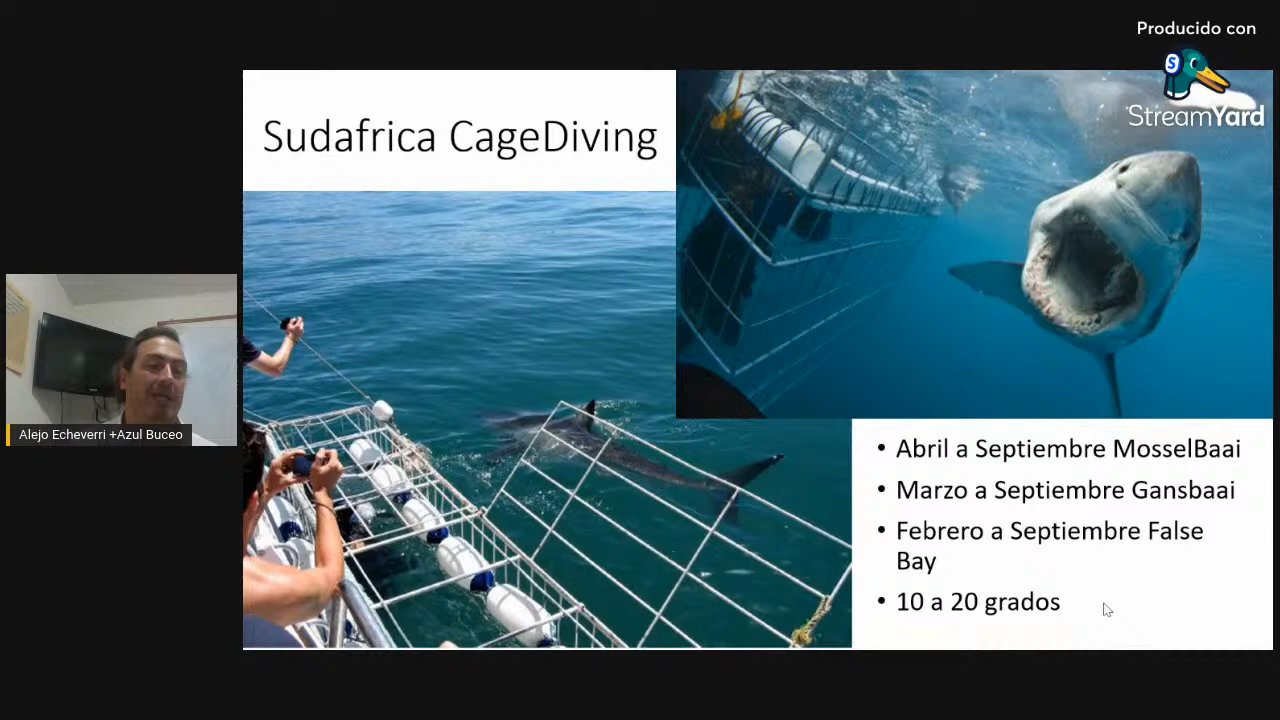 Producido con
StreamYard
Sudafrica CageDiving
Alejo Echeverri +Azul Buceo
• Abril a Septiembre MosselBaai
• Marzo a Septiembre Gansbaai
• Febrero a Septiembre False
Bay
• 10 a 20 grados